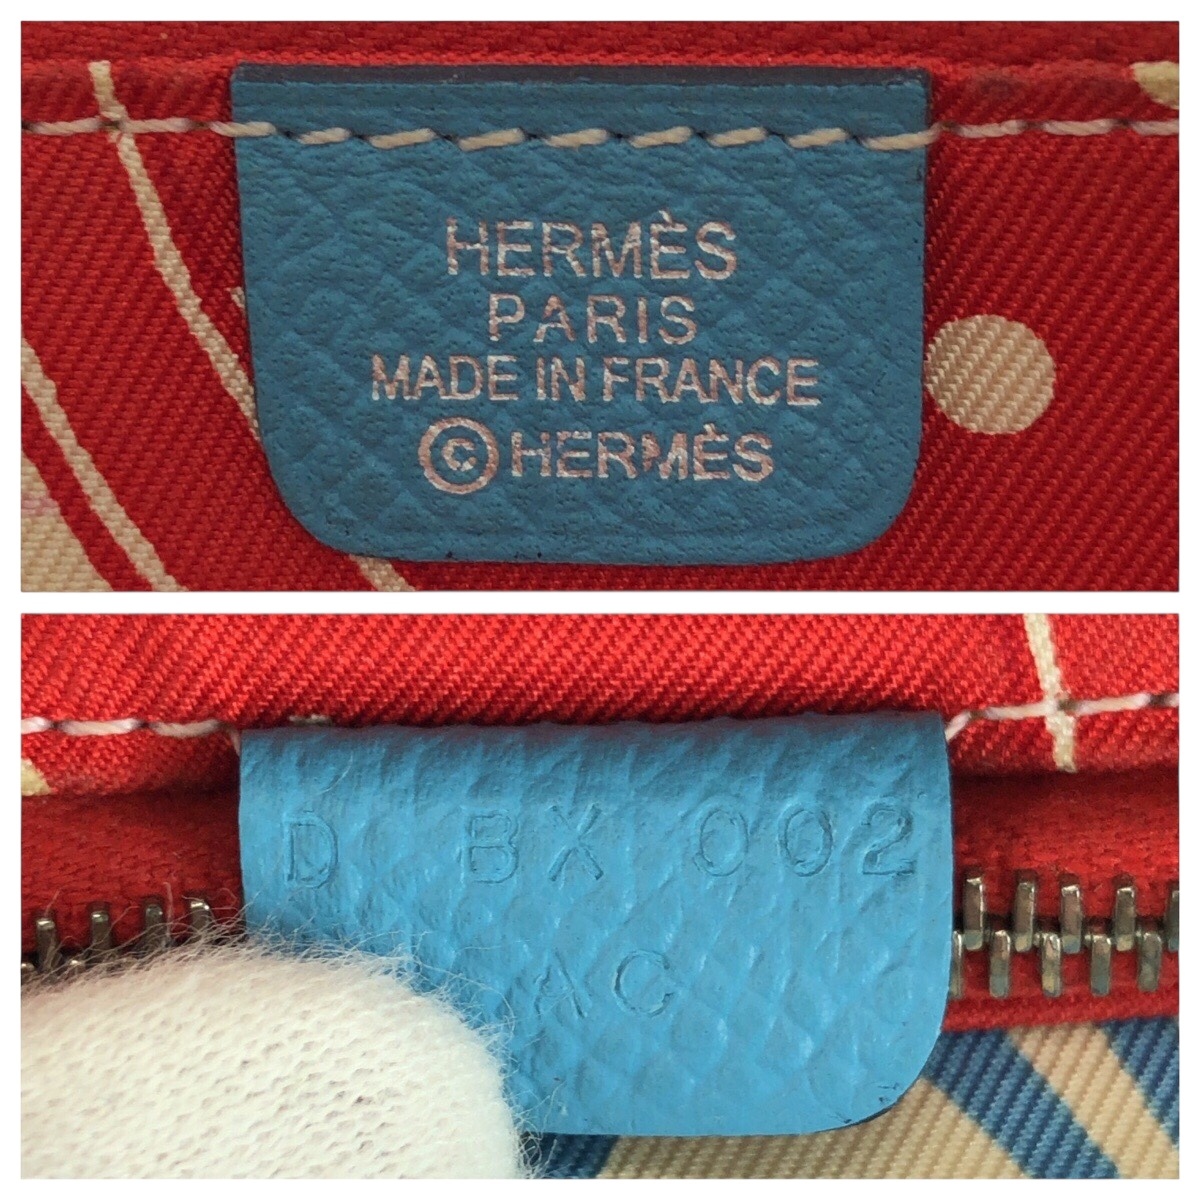 HERMÈS
PARIS
MADE IN FRANCE
©HERMÈS
D BX 002
AC